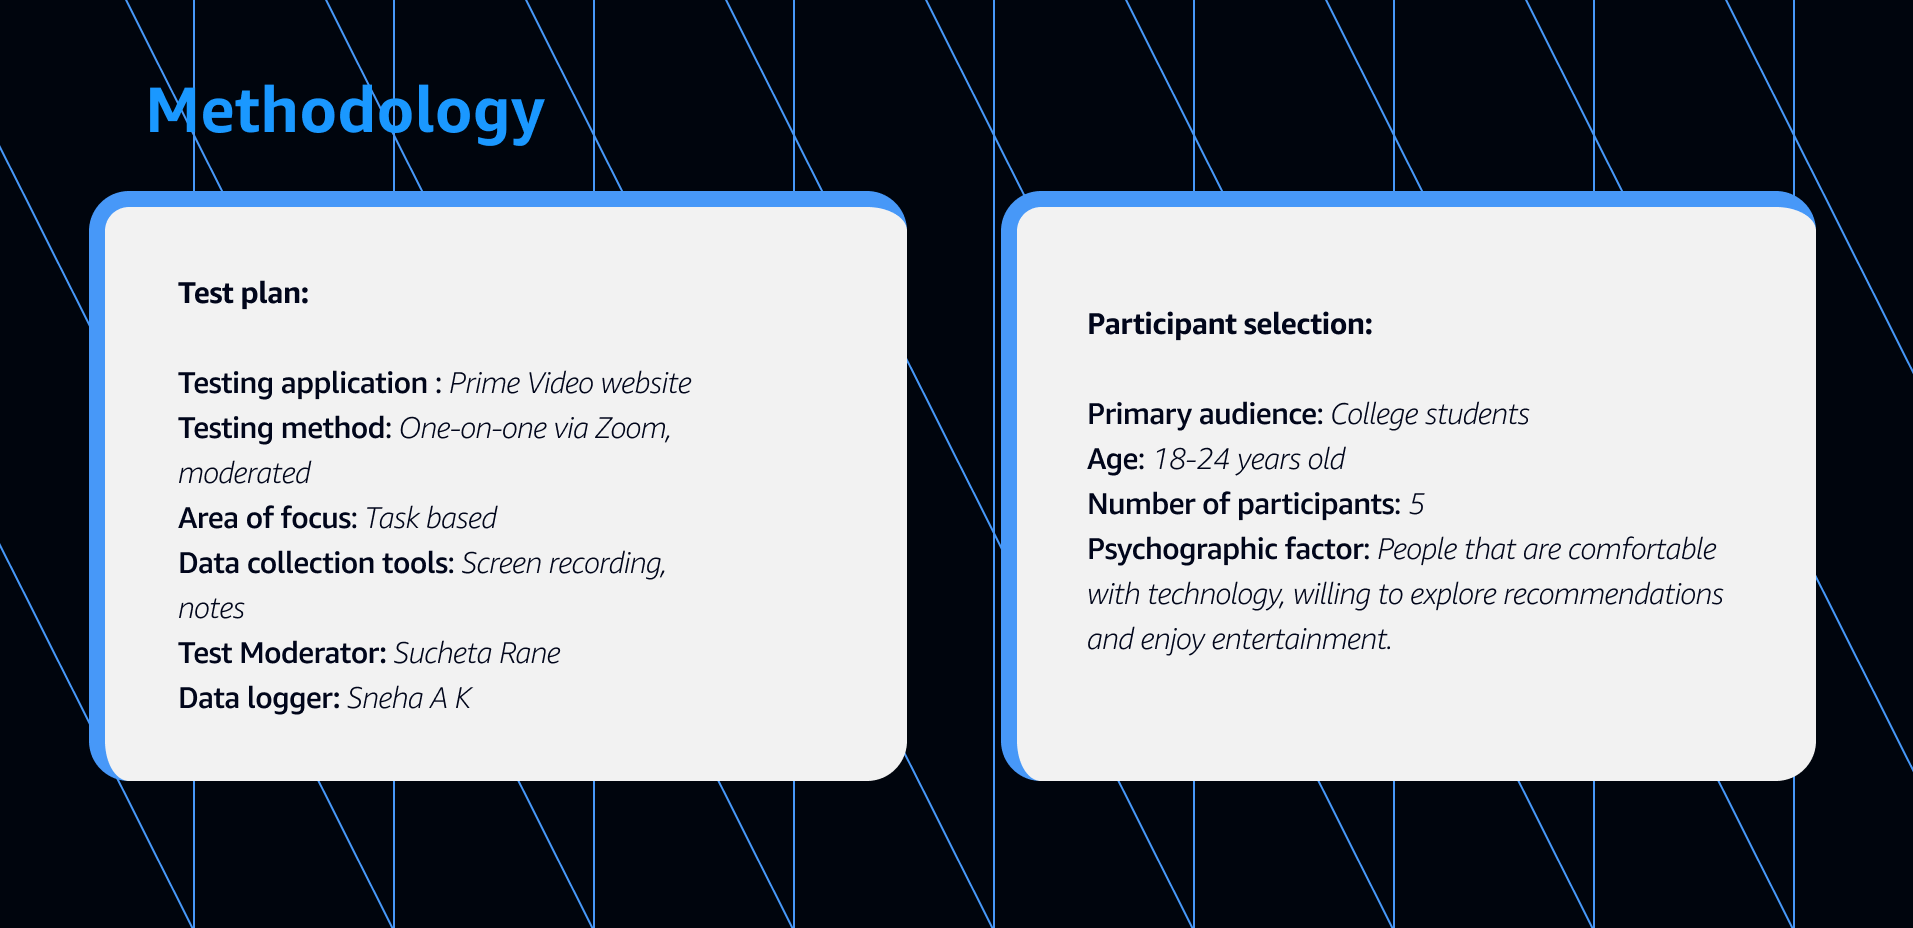 Methodology
Test plan:
Testing application : Prime Video website
Testing method: One-on-one via Zoom,
moderated
Area of focus: Task based
Data collection tools: Screen recording,
notes
Test Moderator: Sucheta Rane
Data logger: Sneha A K
Participant selection:
Primary audience: College students
Age: 18-24 years old
Number of participants: 5
Psychographic factor: People that are comfortable
with technology, willing to explore recommendations
and enjoy entertainment.